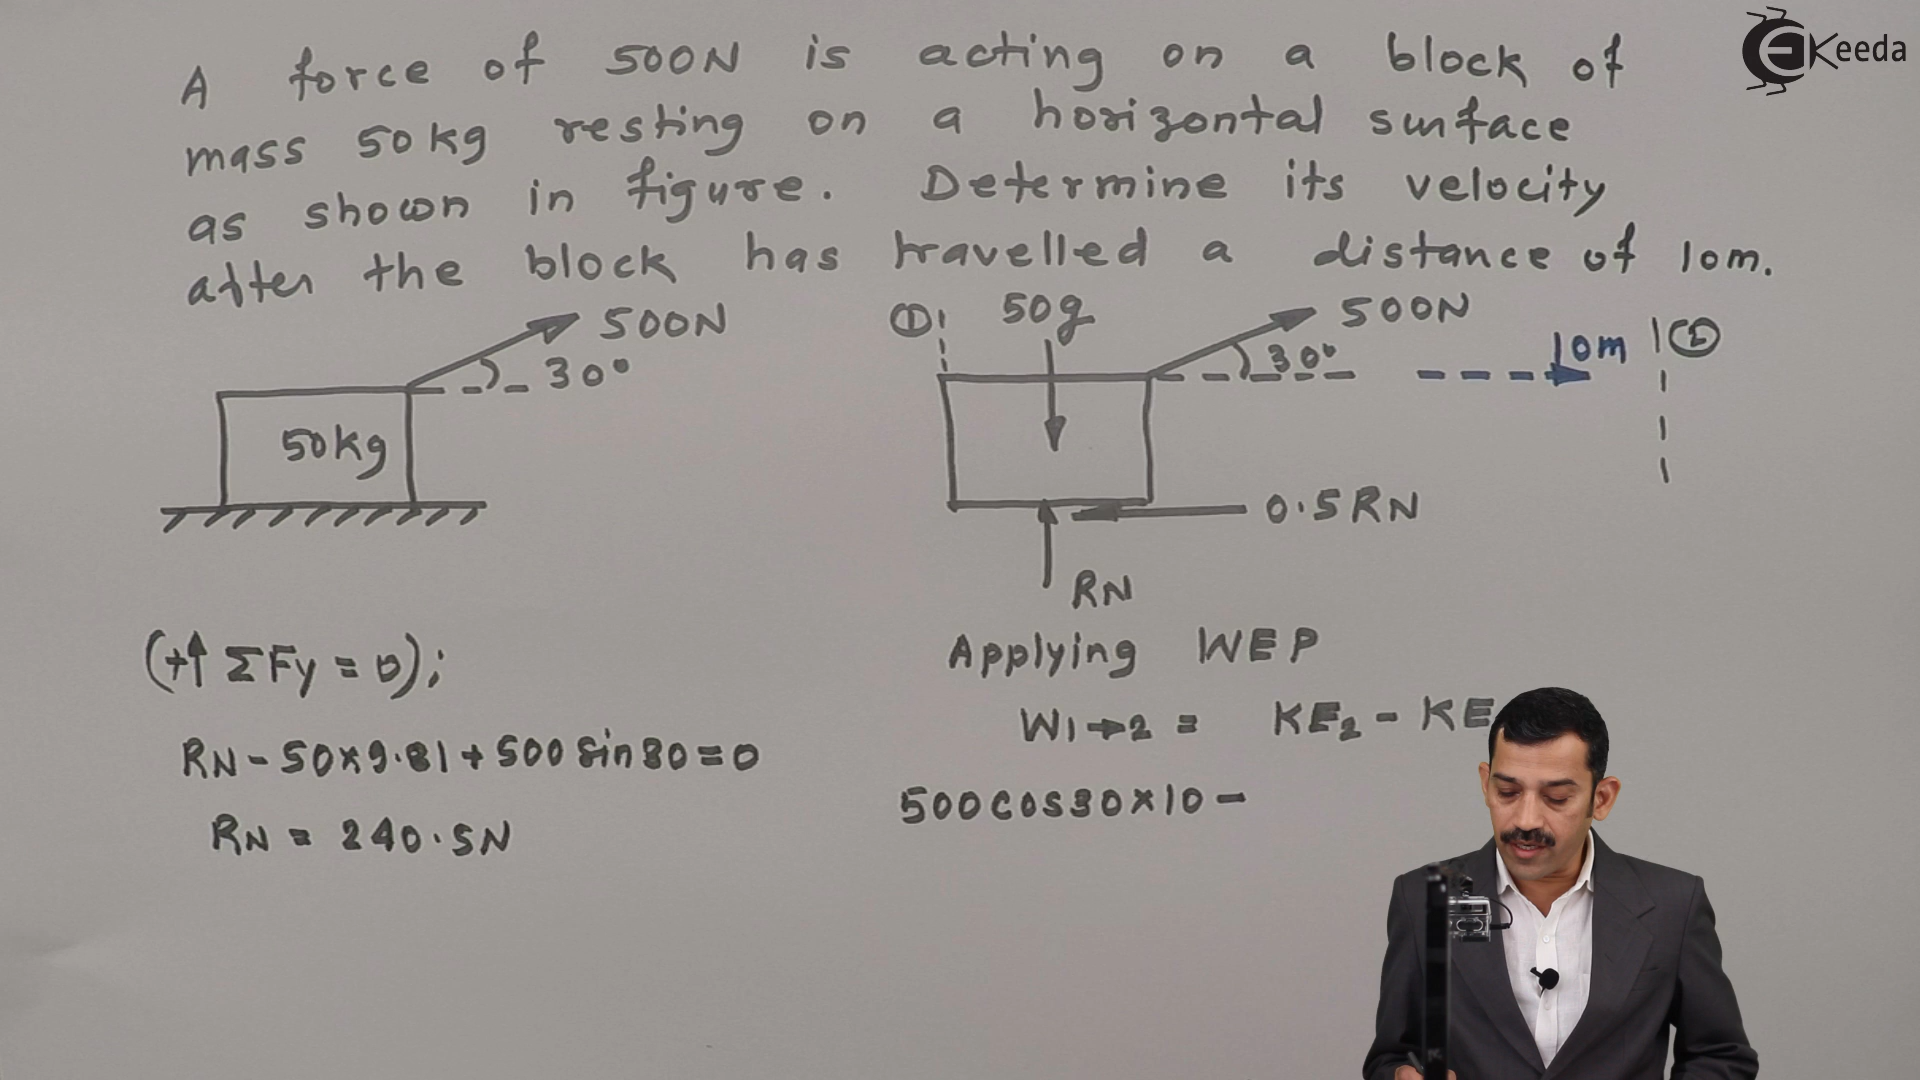 A force of 500N is acting on a block of
mass 50kg resting on a horizontal surface
as shown in figure. Determine its velocity
after the block has travelled a distance of 10m.
500N
30°
50kg
① 50g 500N
30° 10m ②
0.5RN
RN
(+↑ ΣFy = 0);
RN - 50×9.81 + 500 sin30 = 0
RN = 240.5N
Applying WEP
W1→2 = KE2 - KE
500cos30×10 -
EKeeda